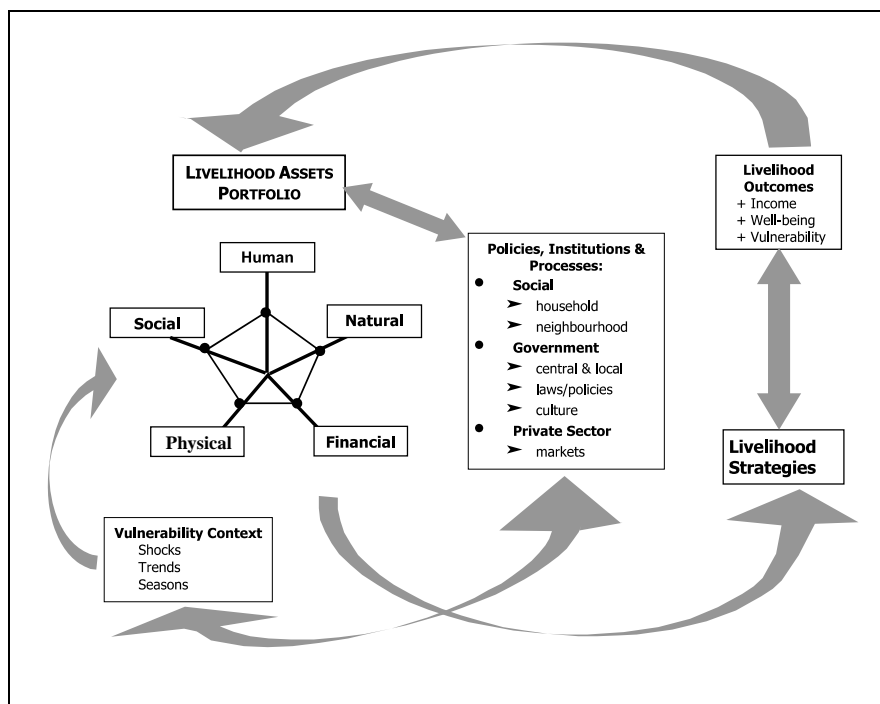 LIVELIHOOD ASSETS
PORTFOLIO
Livelihood
Outcomes
+ Income
+ Well-being
+ Vulnerability
Human
Social
Natural
Physical
Financial
Policies, Institutions &
Processes:
• Social
➤ household
➤ neighbourhood
• Government
➤ central & local
➤ laws/policies
➤ culture
• Private Sector
➤ markets
Livelihood
Strategies
Vulnerability Context
Shocks
Trends
Seasons